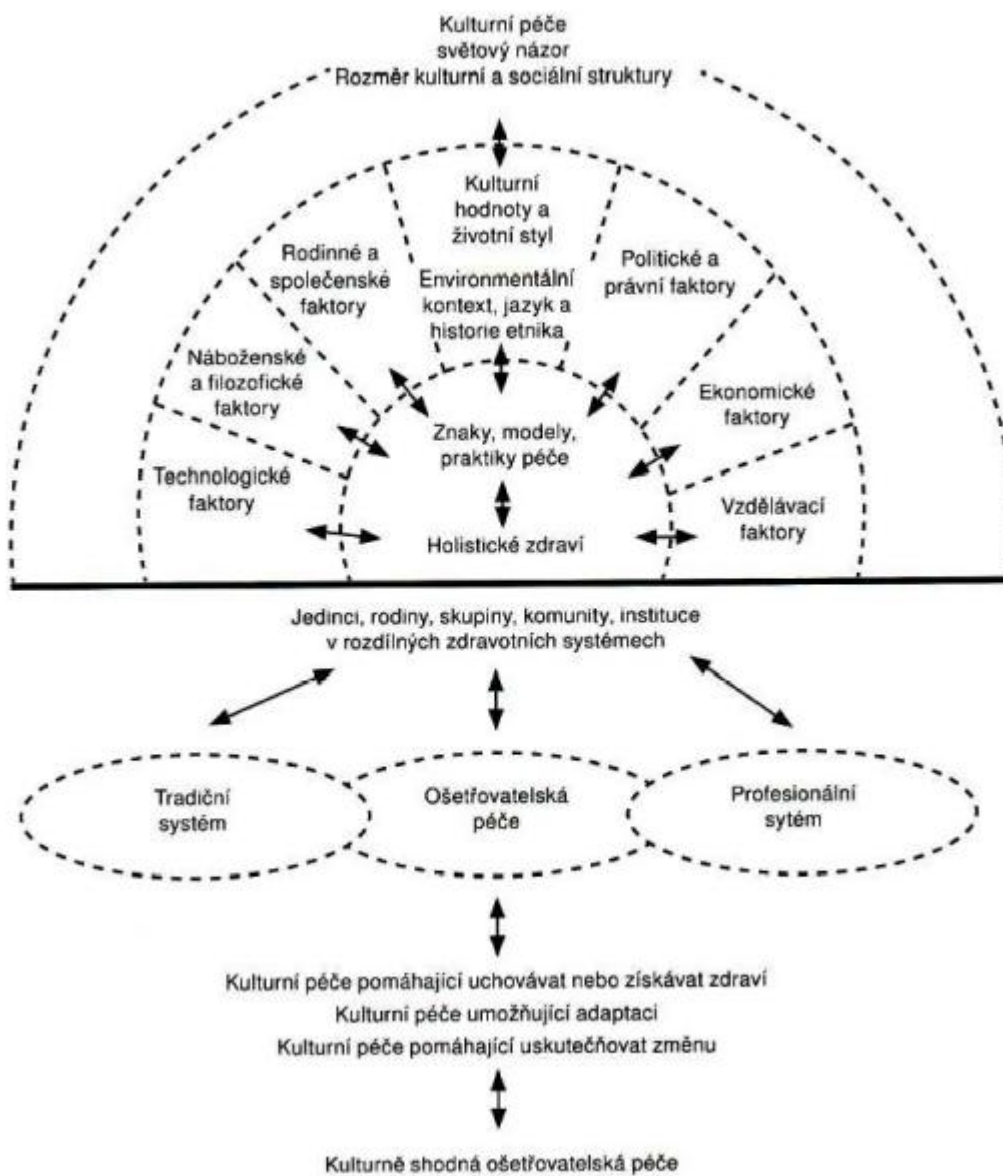 Kulturní péče
světový názor
Rozměr kulturní a sociální struktury
Kulturní
hodnoty a
životní styl
Rodinné a
společenské
faktory
Environmentální
kontext, jazyk a
historie etnika
Politické a
právní faktory
Náboženské
a filozofické
faktory
Ekonomické
faktory
Znaky, modely,
praktiky péče
Technologické
faktory
Vzdělávací
faktory
Holistické zdraví
Jedinci, rodiny, skupiny, komunity, instituce
v rozdílných zdravotních systémech
Tradiční
systém
Ošetřovatelská
péče
Profesionální
sytém
Kulturní péče pomáhající uchovávat nebo získávat zdraví
Kulturní péče umožňující adaptaci
Kulturní péče pomáhající uskutečňovat změnu
Kulturně shodná ošetřovatelská péče